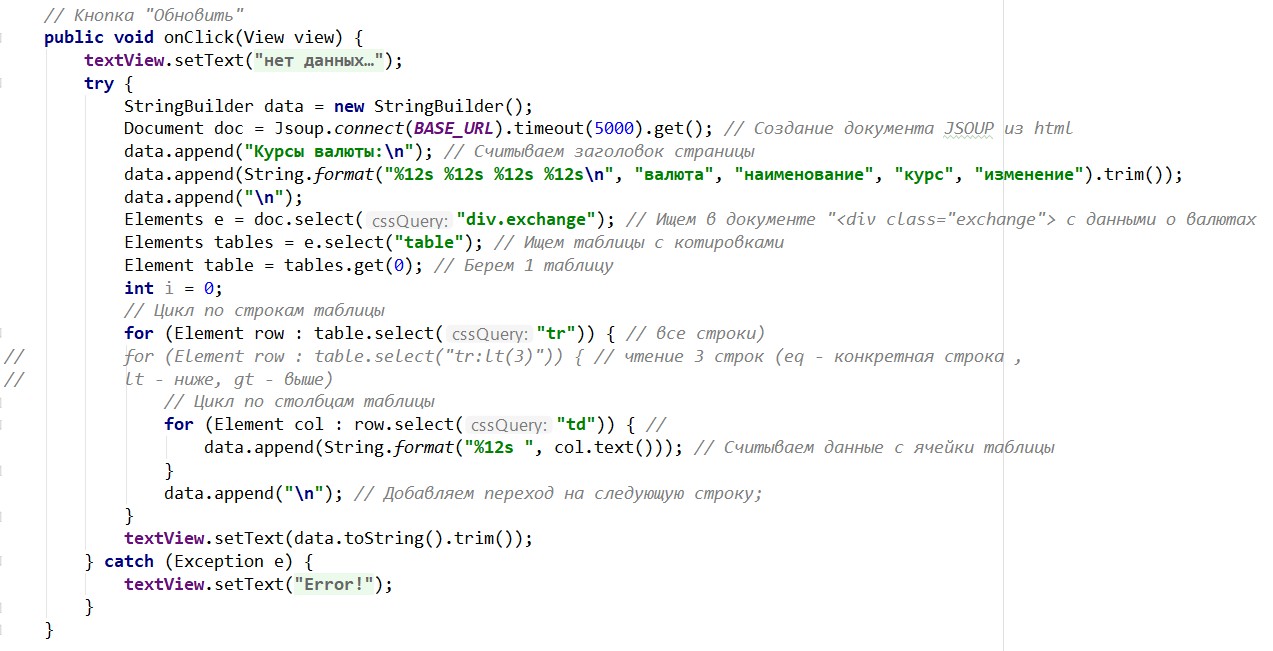 // Кнопка "Обновить"
public void onClick(View view) {
textView.setText("нет данных…");
try {
StringBuilder data = new StringBuilder();
Document doc = Jsoup.connect(BASE_URL).timeout(5000).get(); // Создание документа JSOUP из html
data.append("Курсы валюты:\n"); // Считываем заголовок страницы
data.append(String.format("%12s %12s %12s %12s\n", "валюта", "наименование", "курс", "изменение").trim());
data.append("\n");
Elements e = doc.select( cssQuery: "div.exchange"); // Ищем в документе "<div class="exchange"> с данными о валютах
Elements tables = e.select("table"); // Ищем таблицы с котировками
Element table = tables.get(0); // Берем 1 таблицу
int i = 0;
// Цикл по строкам таблицы
for (Element row : table.select( cssQuery: "tr")) { // все строки)
// for (Element row : table.select("tr:lt(3)")) { // чтение 3 строк (eq - конкретная строка ,
// lt - ниже, gt - выше)
// Цикл по столбцам таблицы
for (Element col : row.select( cssQuery: "td")) { //
data.append(String.format("%12s ", col.text())); // Считываем данные с ячейки таблицы
}
data.append("\n"); // Добавляем переход на следующую строку;
}
textView.setText(data.toString().trim());
} catch (Exception e) {
textView.setText("Error!");
}
}